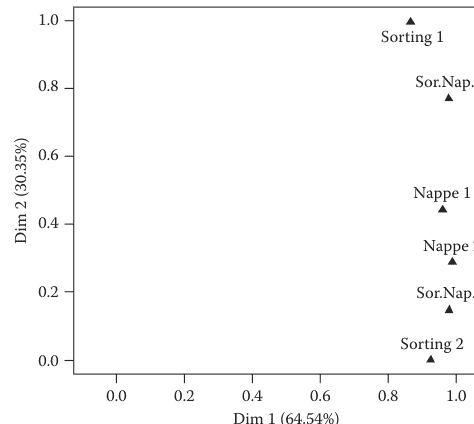 1.0
Sorting 1
0.8
Sor.Nap.
0.6
Dim 2 (30.35%)
Nappe 1
0.4
Nappe
0.2
Sor.Nap.
Sorting 2
0.0
0.0 0.2 0.4 0.6 0.8 1.0
Dim 1 (64.54%)